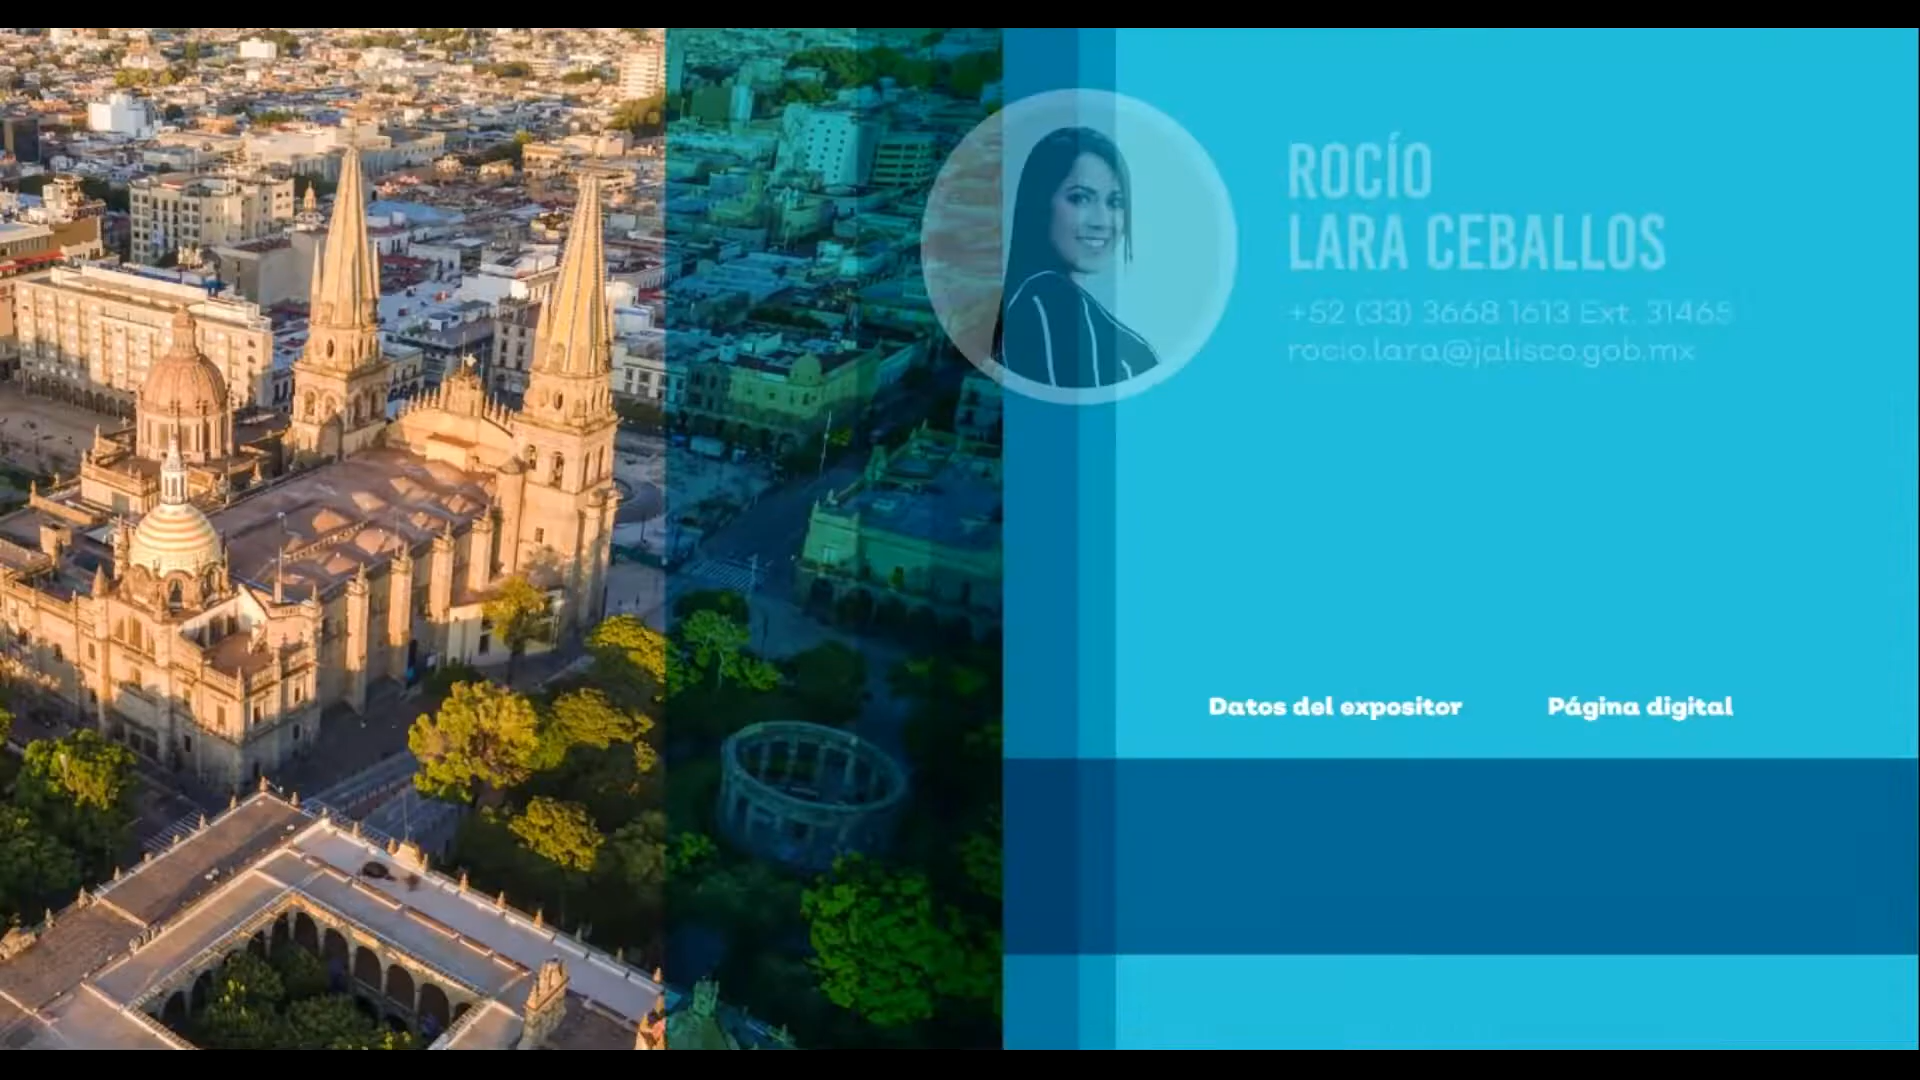 ROCÍO
LARA CEBALLOS
+52 (33) 3668 1613 Ext. 31465
rocio.lara@jalisco.gob.mx
Datos del expositor
Página digital